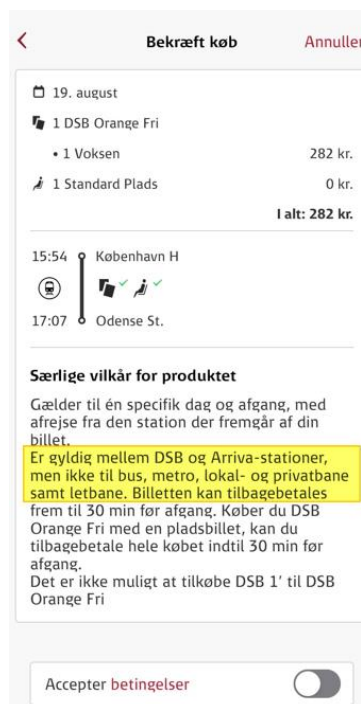 Bekræft køb Annuller
19. august
1 DSB Orange Fri
• 1 Voksen 282 kr.
1 Standard Plads 0 kr.
I alt: 282 kr.
15:54 København H
17:07 Odense St.
Særlige vilkår for produktet
Gælder til én specifik dag og afgang, med
afrejse fra den station der fremgår af din
billet.
Er gyldig mellem DSB og Arriva-stationer,
men ikke til bus, metro, lokal- og privatbane
samt letbane. Billetten kan tilbagebetales
frem til 30 min før afgang. Køber du DSB
Orange Fri med en pladsbillet, kan du
tilbagebetale hele købet indtil 30 min før
afgang.
Det er ikke muligt at tilkøbe DSB 1' til DSB
Orange Fri
Accepter betingelser